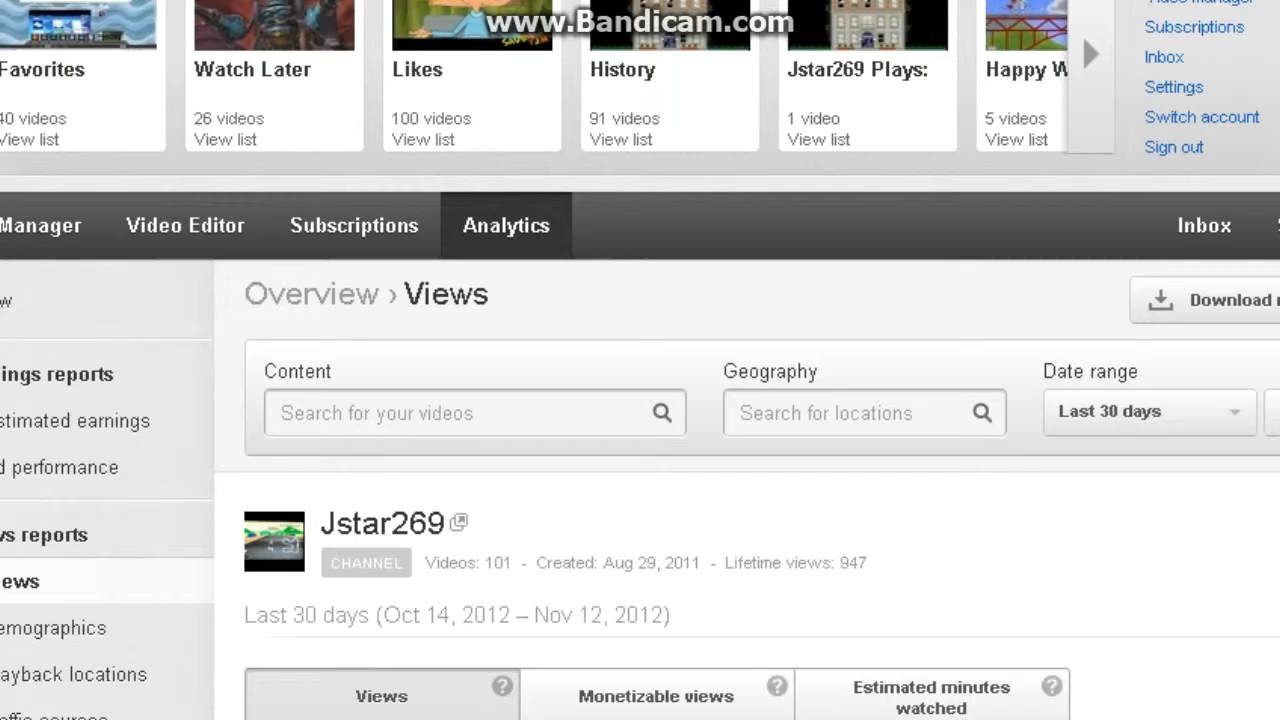 www.Bandicam.com
Subscriptions
Inbox
Settings
Switch account
Sign out
Favorites
Watch Later
Likes
History
Jstar269 Plays:
Happy W
40 videos
26 videos
100 videos
91 videos
1 video
5 videos
View list
View list
View list
View list
View list
View list
Manager
Video Editor
Subscriptions
Analytics
Inbox
Overview › Views
Download
ings reports
stimated earnings
d performance
ws reports
ews
emographics
ayback locations
Content
Geography
Date range
Search for your videos
Search for locations
Last 30 days
Jstar269
CHANNEL
Videos: 101 - Created: Aug 29, 2011 - Lifetime views: 947
Last 30 days (Oct 14, 2012 – Nov 12, 2012)
Views
Monetizable views
Estimated minutes
watched